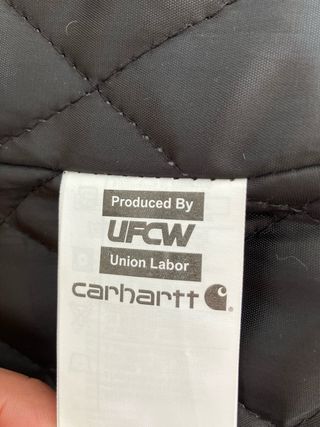 Produced By
UFCW
Union Labor
carhartt